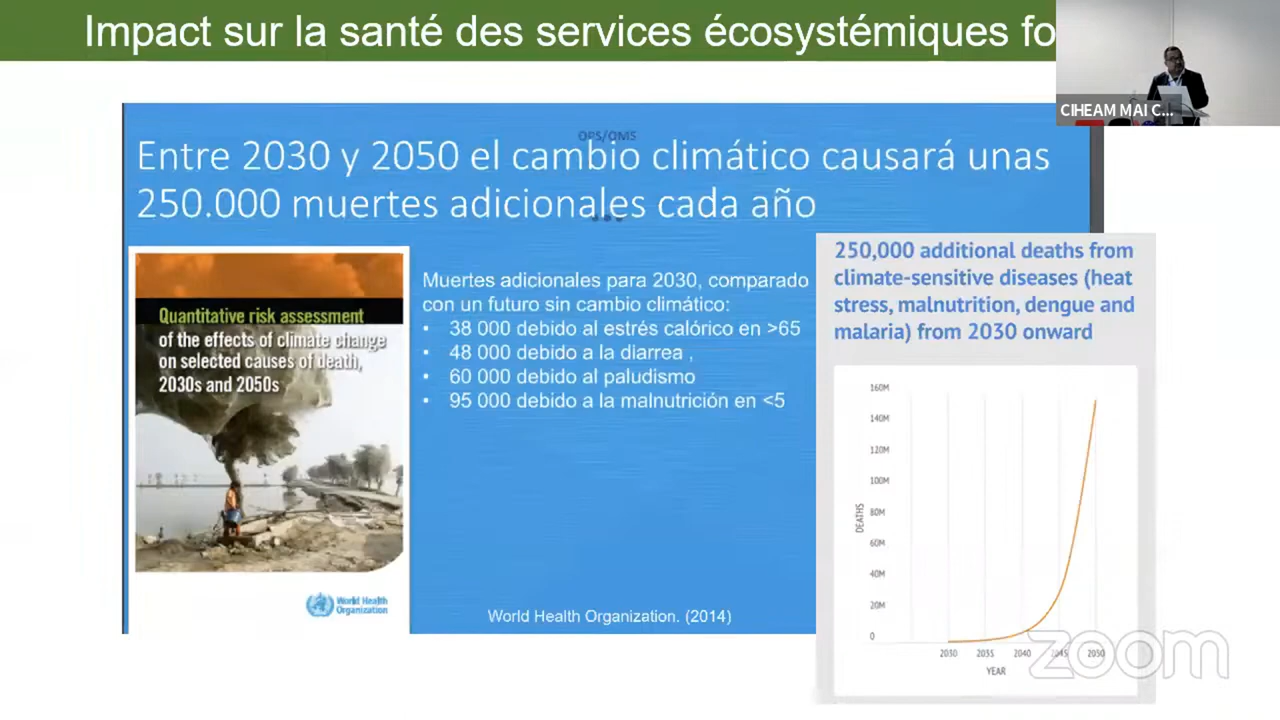 Impact sur la santé des services écosystémiques fo
CIHEAM MAI C...
OPS/OMS
Entre 2030 y 2050 el cambio climático causará unas
250.000 muertes adicionales cada año
Quantitative risk assessment
of the effects of climate change
on selected causes of death,
2030s and 2050s
World Health
Organization
Muertes adicionales para 2030, comparado
con un futuro sin cambio climático:
• 38 000 debido al estrés calórico en >65
• 48 000 debido a la diarrea ,
• 60 000 debido al paludismo
• 95 000 debido a la malnutrición en <5
World Health Organization. (2014)
250,000 additional deaths from
climate-sensitive diseases (heat
stress, malnutrition, dengue and
malaria) from 2030 onward
160M
140M
120M
100M
80M
60M
40M
20M
0
DEATHS
2030 2035 2040 2045 2050
YEAR
zoom